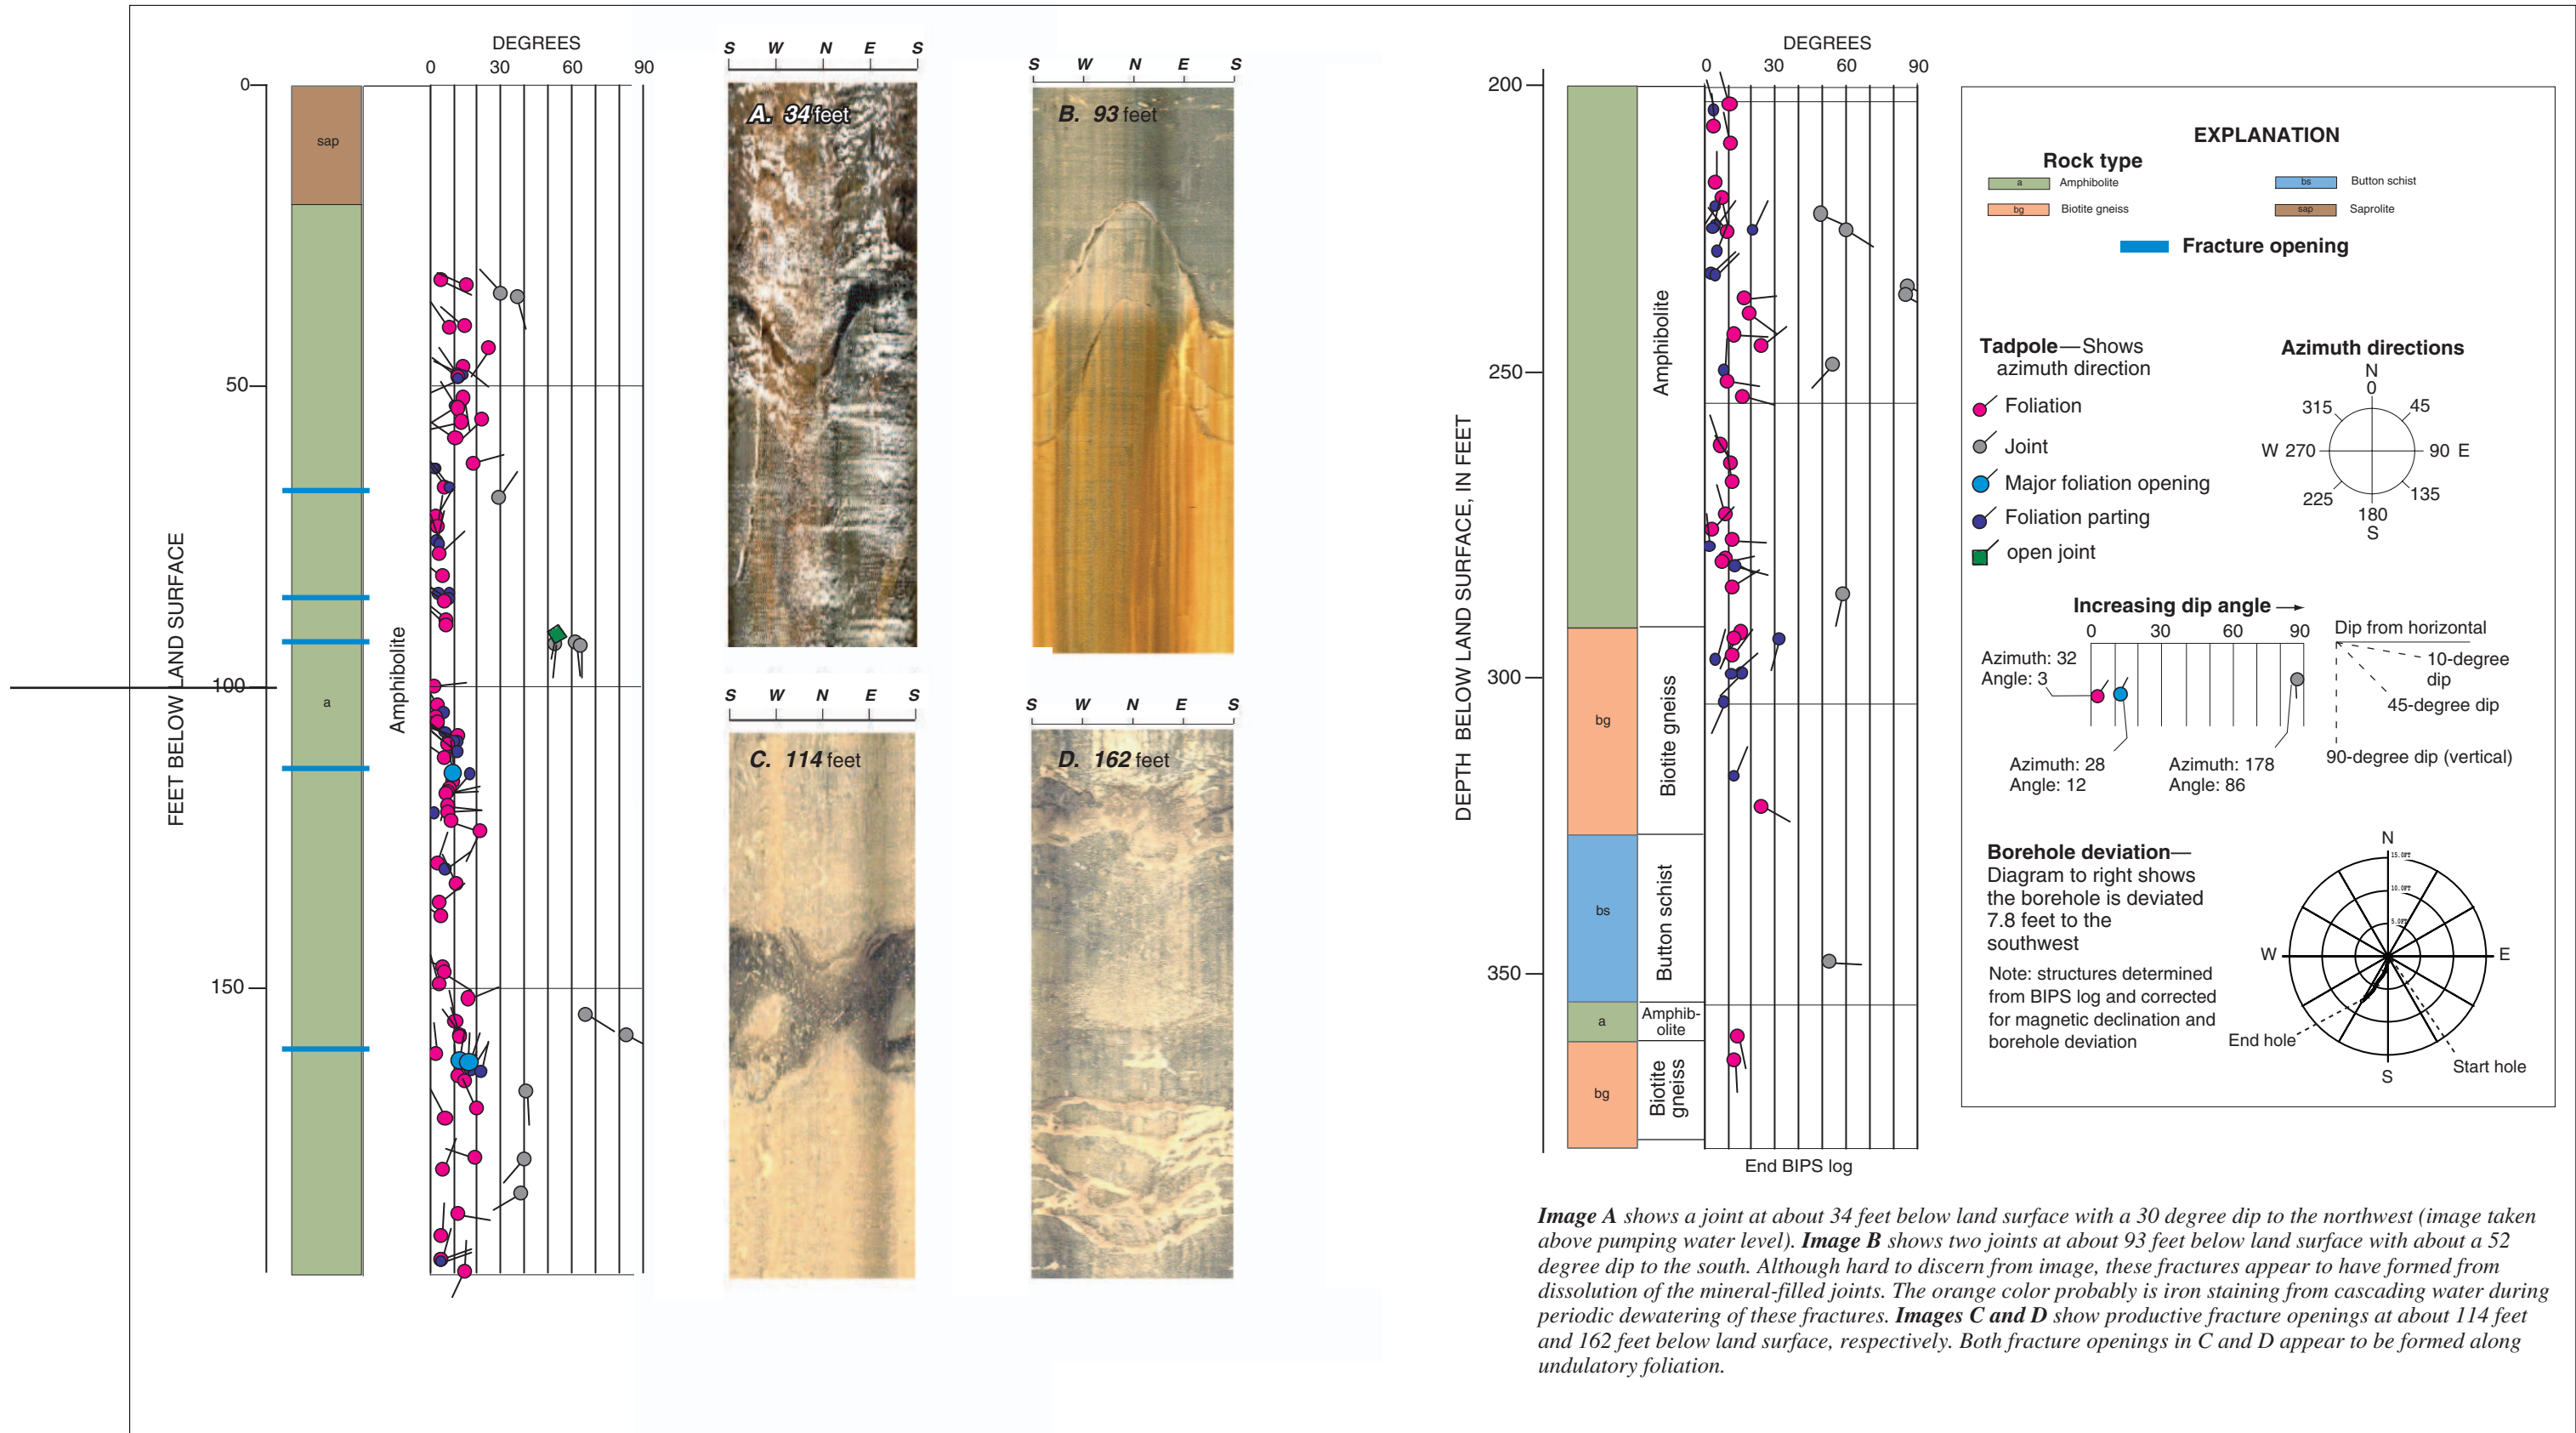 DEGREES
0 30 60 90
0
50
100
150
FEET BELOW LAND SURFACE
sap
a
Amphibolite
S W N E S
A. 34 feet
S W N E S
B. 93 feet
S W N E S
C. 114 feet
S W N E S
D. 162 feet
DEGREES
0 30 60 90
200
250
300
350
DEPTH BELOW LAND SURFACE, IN FEET
Amphibolite
bg
Biotite gneiss
bs
Button schist
a
Amphib-
olite
bg
Biotite
gneiss
End BIPS log
EXPLANATION
Rock type
a Amphibolite
bs Button schist
bg Biotite gneiss
sap Saprolite
Fracture opening
Tadpole—Shows
azimuth direction
Foliation
Joint
Major foliation opening
Foliation parting
open joint
Azimuth directions
N
0
315 45
W 270 90 E
225 135
180
S
Increasing dip angle
0 30 60 90
Dip from horizontal
10-degree
dip
45-degree dip
90-degree dip (vertical)
Azimuth: 32
Angle: 3
Azimuth: 28
Angle: 12
Azimuth: 178
Angle: 86
Borehole deviation—
Diagram to right shows
the borehole is deviated
7.8 feet to the
southwest
Note: structures determined
from BIPS log and corrected
for magnetic declination and
borehole deviation
N
15.0FT
10.0FT
5.0FT
W E
S
End hole
Start hole
Image A shows a joint at about 34 feet below land surface with a 30 degree dip to the northwest (image taken
above pumping water level). Image B shows two joints at about 93 feet below land surface with about a 52
degree dip to the south. Although hard to discern from image, these fractures appear to have formed from
dissolution of the mineral-filled joints. The orange color probably is iron staining from cascading water during
periodic dewatering of these fractures. Images C and D show productive fracture openings at about 114 feet
and 162 feet below land surface, respectively. Both fracture openings in C and D appear to be formed along
undulatory foliation.